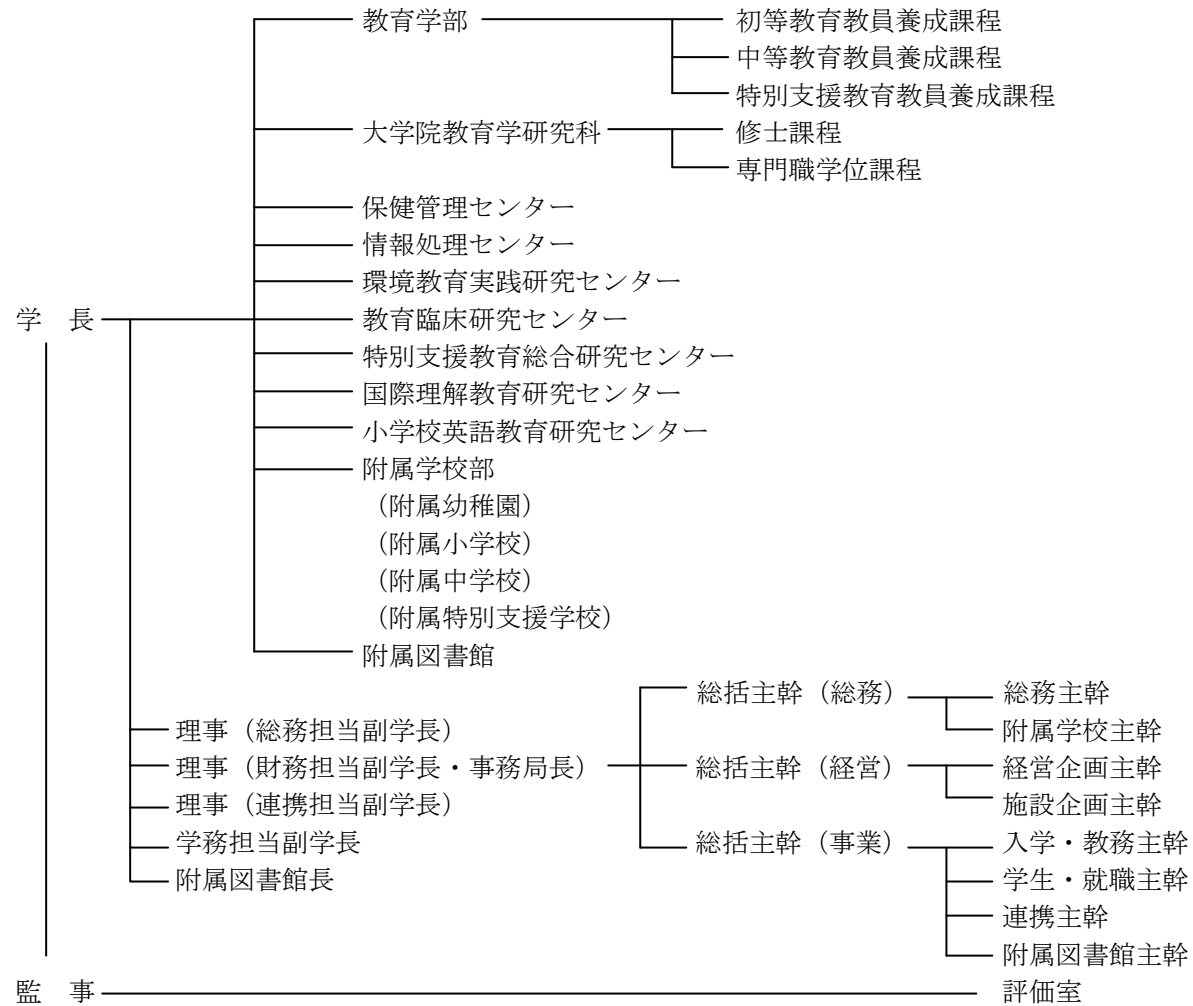 教育学部 初等教育教員養成課程
中等教育教員養成課程
特別支援教育教員養成課程
大学院教育学研究科 修士課程
専門職学位課程
保健管理センター
情報処理センター
環境教育実践研究センター
学　長 教育臨床研究センター
特別支援教育総合研究センター
国際理解教育研究センター
小学校英語教育研究センター
附属学校部
（附属幼稚園）
（附属小学校）
（附属中学校）
（附属特別支援学校）
附属図書館
総括主幹（総務） 総務主幹
理事（総務担当副学長） 附属学校主幹
理事（財務担当副学長・事務局長） 総括主幹（経営） 経営企画主幹
理事（連携担当副学長） 施設企画主幹
学務担当副学長 総括主幹（事業） 入学・教務主幹
附属図書館長 学生・就職主幹
連携主幹
附属図書館主幹
監　事 評価室